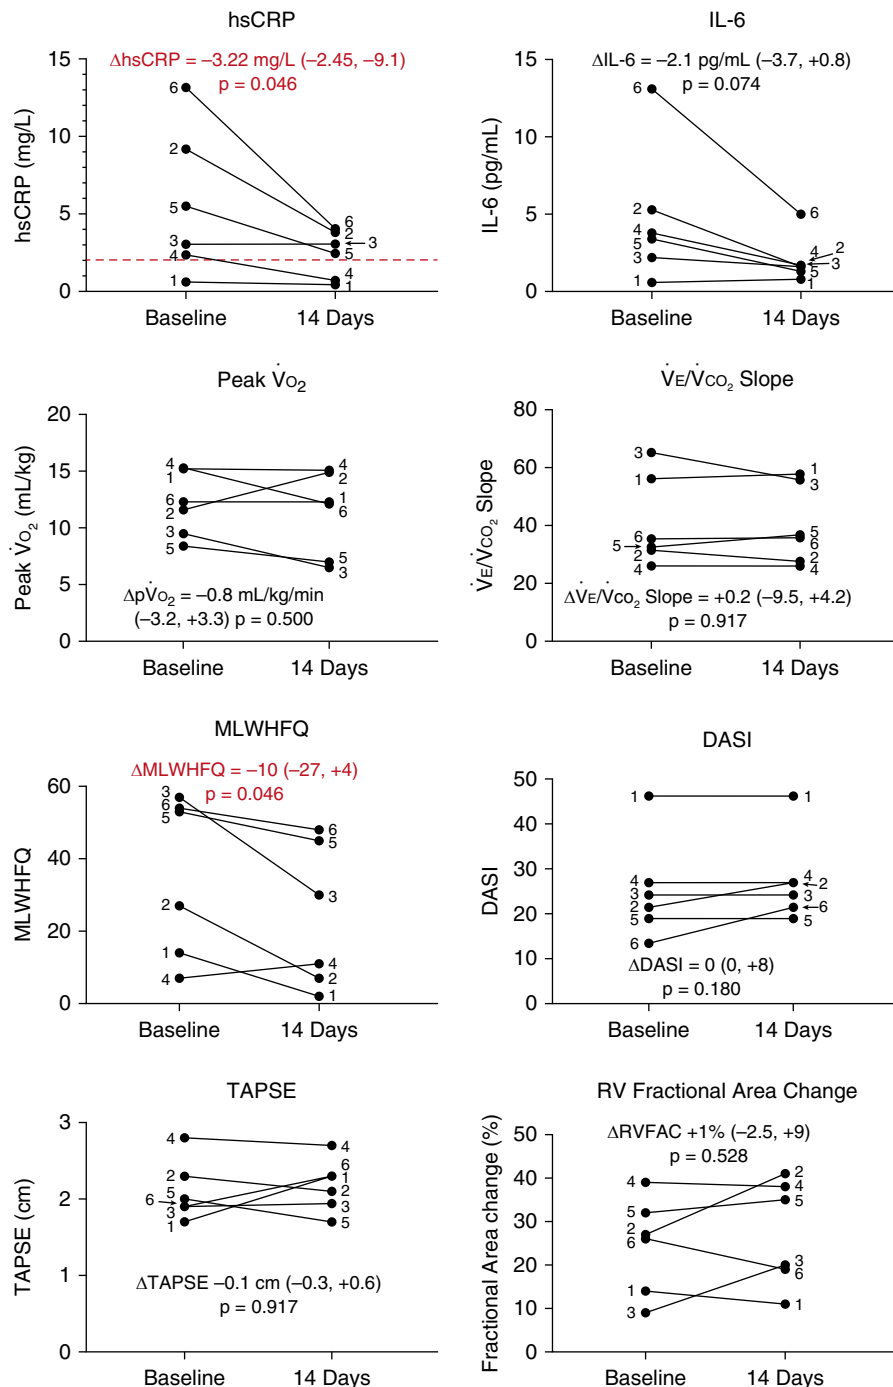 hsCRP
ΔhsCRP = –3.22 mg/L (–2.45, –9.1)
p = 0.046
hsCRP (mg/L)
15
10
5
0
6
2
5
3
4
1
6
2
3
5
4
1
Baseline
14 Days
IL-6
ΔIL-6 = –2.1 pg/mL (–3.7, +0.8)
p = 0.074
IL-6 (pg/mL)
15
10
5
0
6
2
4
5
3
1
6
4
2
3
5
1
Baseline
14 Days
Peak V̇O₂
Peak V̇O₂ (mL/kg)
20
15
10
5
0
4
1
6
2
3
5
4
2
1
6
5
3
ΔpV̇O₂ = –0.8 mL/kg/min
(–3.2, +3.3) p = 0.500
Baseline
14 Days
V̇E/V̇CO₂ Slope
V̇E/V̇CO₂ Slope
80
60
40
20
0
3
1
6
5
2
4
1
3
5
6
2
4
ΔV̇E/V̇CO₂ Slope = +0.2 (–9.5, +4.2)
p = 0.917
Baseline
14 Days
MLWHFQ
ΔMLWHFQ = –10 (–27, +4)
p = 0.046
MLWHFQ
60
40
20
0
3
6
5
2
1
4
6
5
3
4
2
1
Baseline
14 Days
DASI
DASI
50
40
30
20
10
0
1
4
3
2
5
6
1
4
2
3
6
5
ΔDASI = 0 (0, +8)
p = 0.180
Baseline
14 Days
TAPSE
TAPSE (cm)
3
2
1
0
4
2
5
6
3
1
4
6
1
2
3
5
ΔTAPSE –0.1 cm (–0.3, +0.6)
p = 0.917
Baseline
14 Days
RV Fractional Area Change
ΔRVFAC +1% (–2.5, +9)
p = 0.528
Fractional Area change (%)
50
40
30
20
10
0
4
5
2
6
1
3
2
4
5
3
6
1
Baseline
14 Days